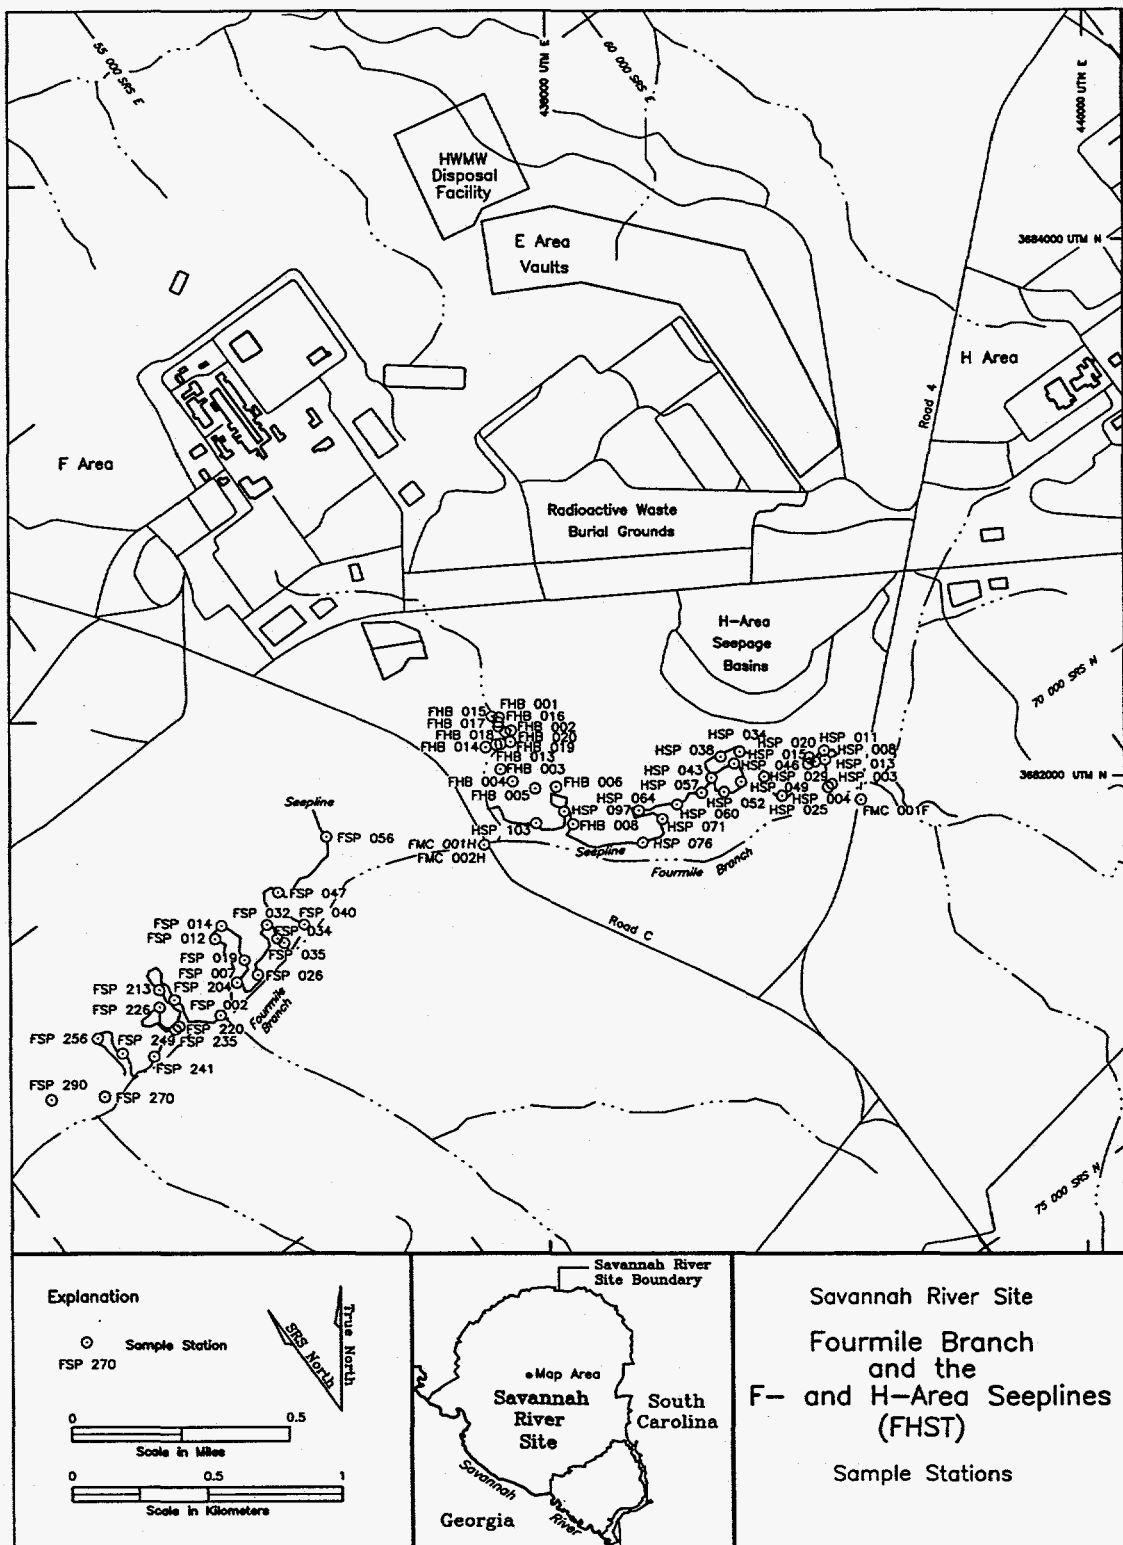 55 000 SRS E
438000 UTM E
60 000 SRS E
440000 UTM E
HWMW
Disposal
Facility
E Area
Vaults
3684000 UTM N
H Area
Road 4
F Area
Radioactive Waste
Burial Grounds
H-Area
Seepage
Basins
70 000 SRS N
FHB 001
FHB 015
FHB 016
FHB 017
FHB 002
FHB 018
FHB 020
FHB 014
FHB 019
FHB 013
FHB 003
FHB 004
FHB 006
FHB 005
HSP 034
HSP 011
HSP 020
HSP 038
HSP 015
HSP 008
HSP 046
HSP 013
HSP 043
HSP 029
HSP 003
3682000 UTM N
HSP 057
HSP 049
HSP 064
HSP 052
HSP 004
HSP 097
HSP 060
HSP 025
FMC 001F
HSP 103
FHB 008
HSP 071
Seepline
FSP 056
FMC 001H
FMC 002H
Seepline
HSP 076
Fourmile Branch
FSP 047
FSP 014
FSP 032
FSP 040
FSP 012
FSP 034
Road C
FSP 019
FSP 035
FSP 007
FSP 026
FSP 213
FSP 204
FSP 226
FSP 002
Fourmile
Branch
FSP 220
FSP 256
FSP 249
FSP 235
FSP 241
FSP 290
FSP 270
75 000 SRS N
Explanation
Sample Station
FSP 270
SRS North
True North
0 0.5
Scale in Miles
0 0.5 1
Scale in Kilometers
Savannah River
Site Boundary
Map Area
Savannah
River
Site
South
Carolina
Savannah
River
Georgia
Savannah River Site
Fourmile Branch
and the
F- and H-Area Seeplines
(FHST)
Sample Stations